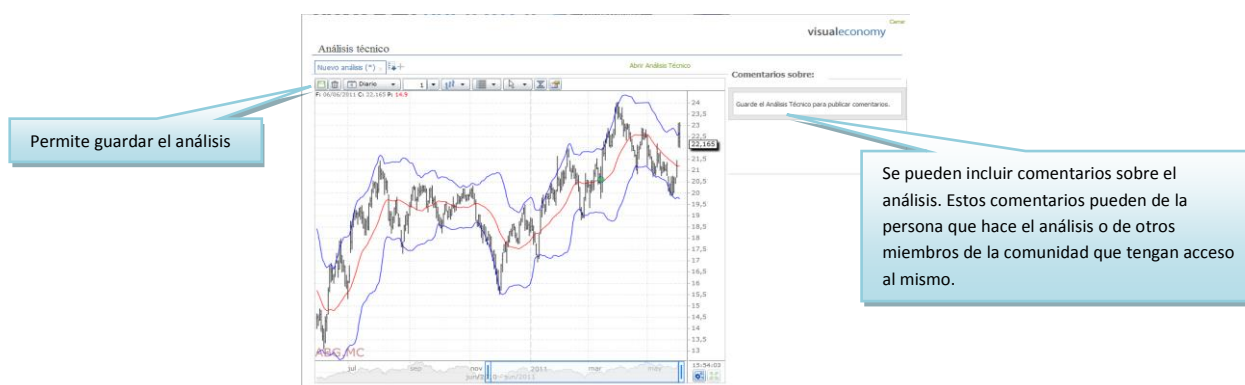 Cerrar
visualeconomy
Análisis técnico
Nuevo análisis (*)
Abrir Análisis Técnico
Comentarios sobre:
Diario
1
F: 06/06/2011 C: 22,165 P: 14.9
Guarde el Análisis Técnico para publicar comentarios.
Permite guardar el análisis
Se pueden incluir comentarios sobre el
análisis. Estos comentarios pueden de la
persona que hace el análisis o de otros
miembros de la comunidad que tengan acceso
al mismo.
24
23,5
23
22,5
22,165
21,5
21
20,5
20
19,5
19
18,5
18
17,5
17
16,5
16
15,5
15
14,5
14
13,5
13
ABG.MC
jul
sep
nov
2011
mar
may
15:54:03